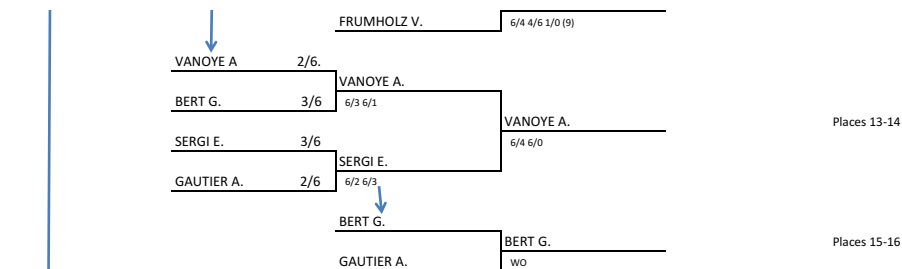 FRUMHOLZ V.
6/4 4/6 1/0 (9)
VANOYE A 2/6.
VANOYE A.
BERT G. 3/6
6/3 6/1
VANOYE A.
Places 13-14
SERGI E. 3/6
6/4 6/0
SERGI E.
GAUTIER A. 2/6
6/2 6/3
BERT G.
BERT G.
Places 15-16
GAUTIER A.
WO